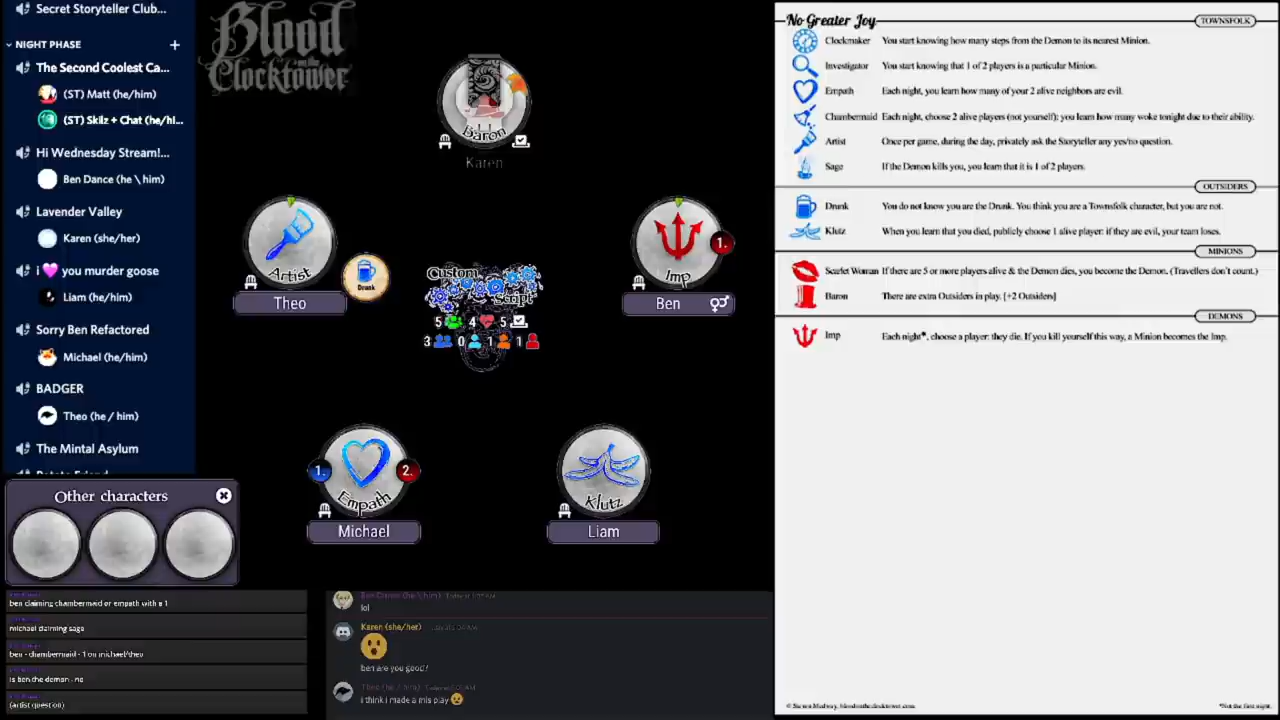 Secret Storyteller Club...
NIGHT PHASE
The Second Coolest Ca...
(ST) Matt (he/him)
(ST) Skilz + Chat (he/hi...
H: Wednesday Storm!...
Ben Dance (he \ him)
Lavender Valley
Karen (she/her)
i murder goose
Liam (he/him)
Sorry Ben Refactored
Michael (he/him)
BADGER
Theo (he / him)
The Mintal Asylum
Other characters
ben claiming chambermaid or empath with a 1
michael claiming sage
ben - chambermaid - 1 on michael/theo
is ben the demon - no
(artist question)
Blood
on the
Clocktower
Baron
Karen
Artist
Theo
Drunk
Imp
1.
Ben
Custom
Script
5 4 5
3 0 1 1
1. 2.
Empath
Michael
Klutz
Liam
lol
Karen (she/her)
ben are you good?
Theo (he / him)
i think i made a mis play
No Greater Joy
TOWNSFOLK
Clockmaker You start knowing how many steps from the Demon to its nearest Minion.
Investigator You start knowing that 1 of 2 players is a particular Minion.
Empath Each night, you learn how many of your 2 alive neighbors are evil.
Chambermaid Each night, choose 2 alive players (not yourself): you learn how many woke tonight due to their ability.
Artist Once per game, during the day, privately ask the Storyteller any yes/no question.
Sage If the Demon kills you, you learn that it is 1 of 2 players.
OUTSIDERS
Drunk You do not know you are the Drunk. You think you are a Townsfolk character, but you are not.
Klutz When you learn that you died, publicly choose 1 alive player: if they are evil, your team loses.
MINIONS
Scarlet Woman If there are 5 or more players alive & the Demon dies, you become the Demon. (Travellers don't count.)
Baron There are extra Outsiders in play. [+2 Outsiders]
DEMONS
Imp Each night*, choose a player: they die. If you kill yourself this way, a Minion becomes the Imp.
© Steven Medway, bloodontheclocktower.com
*Not the first night.